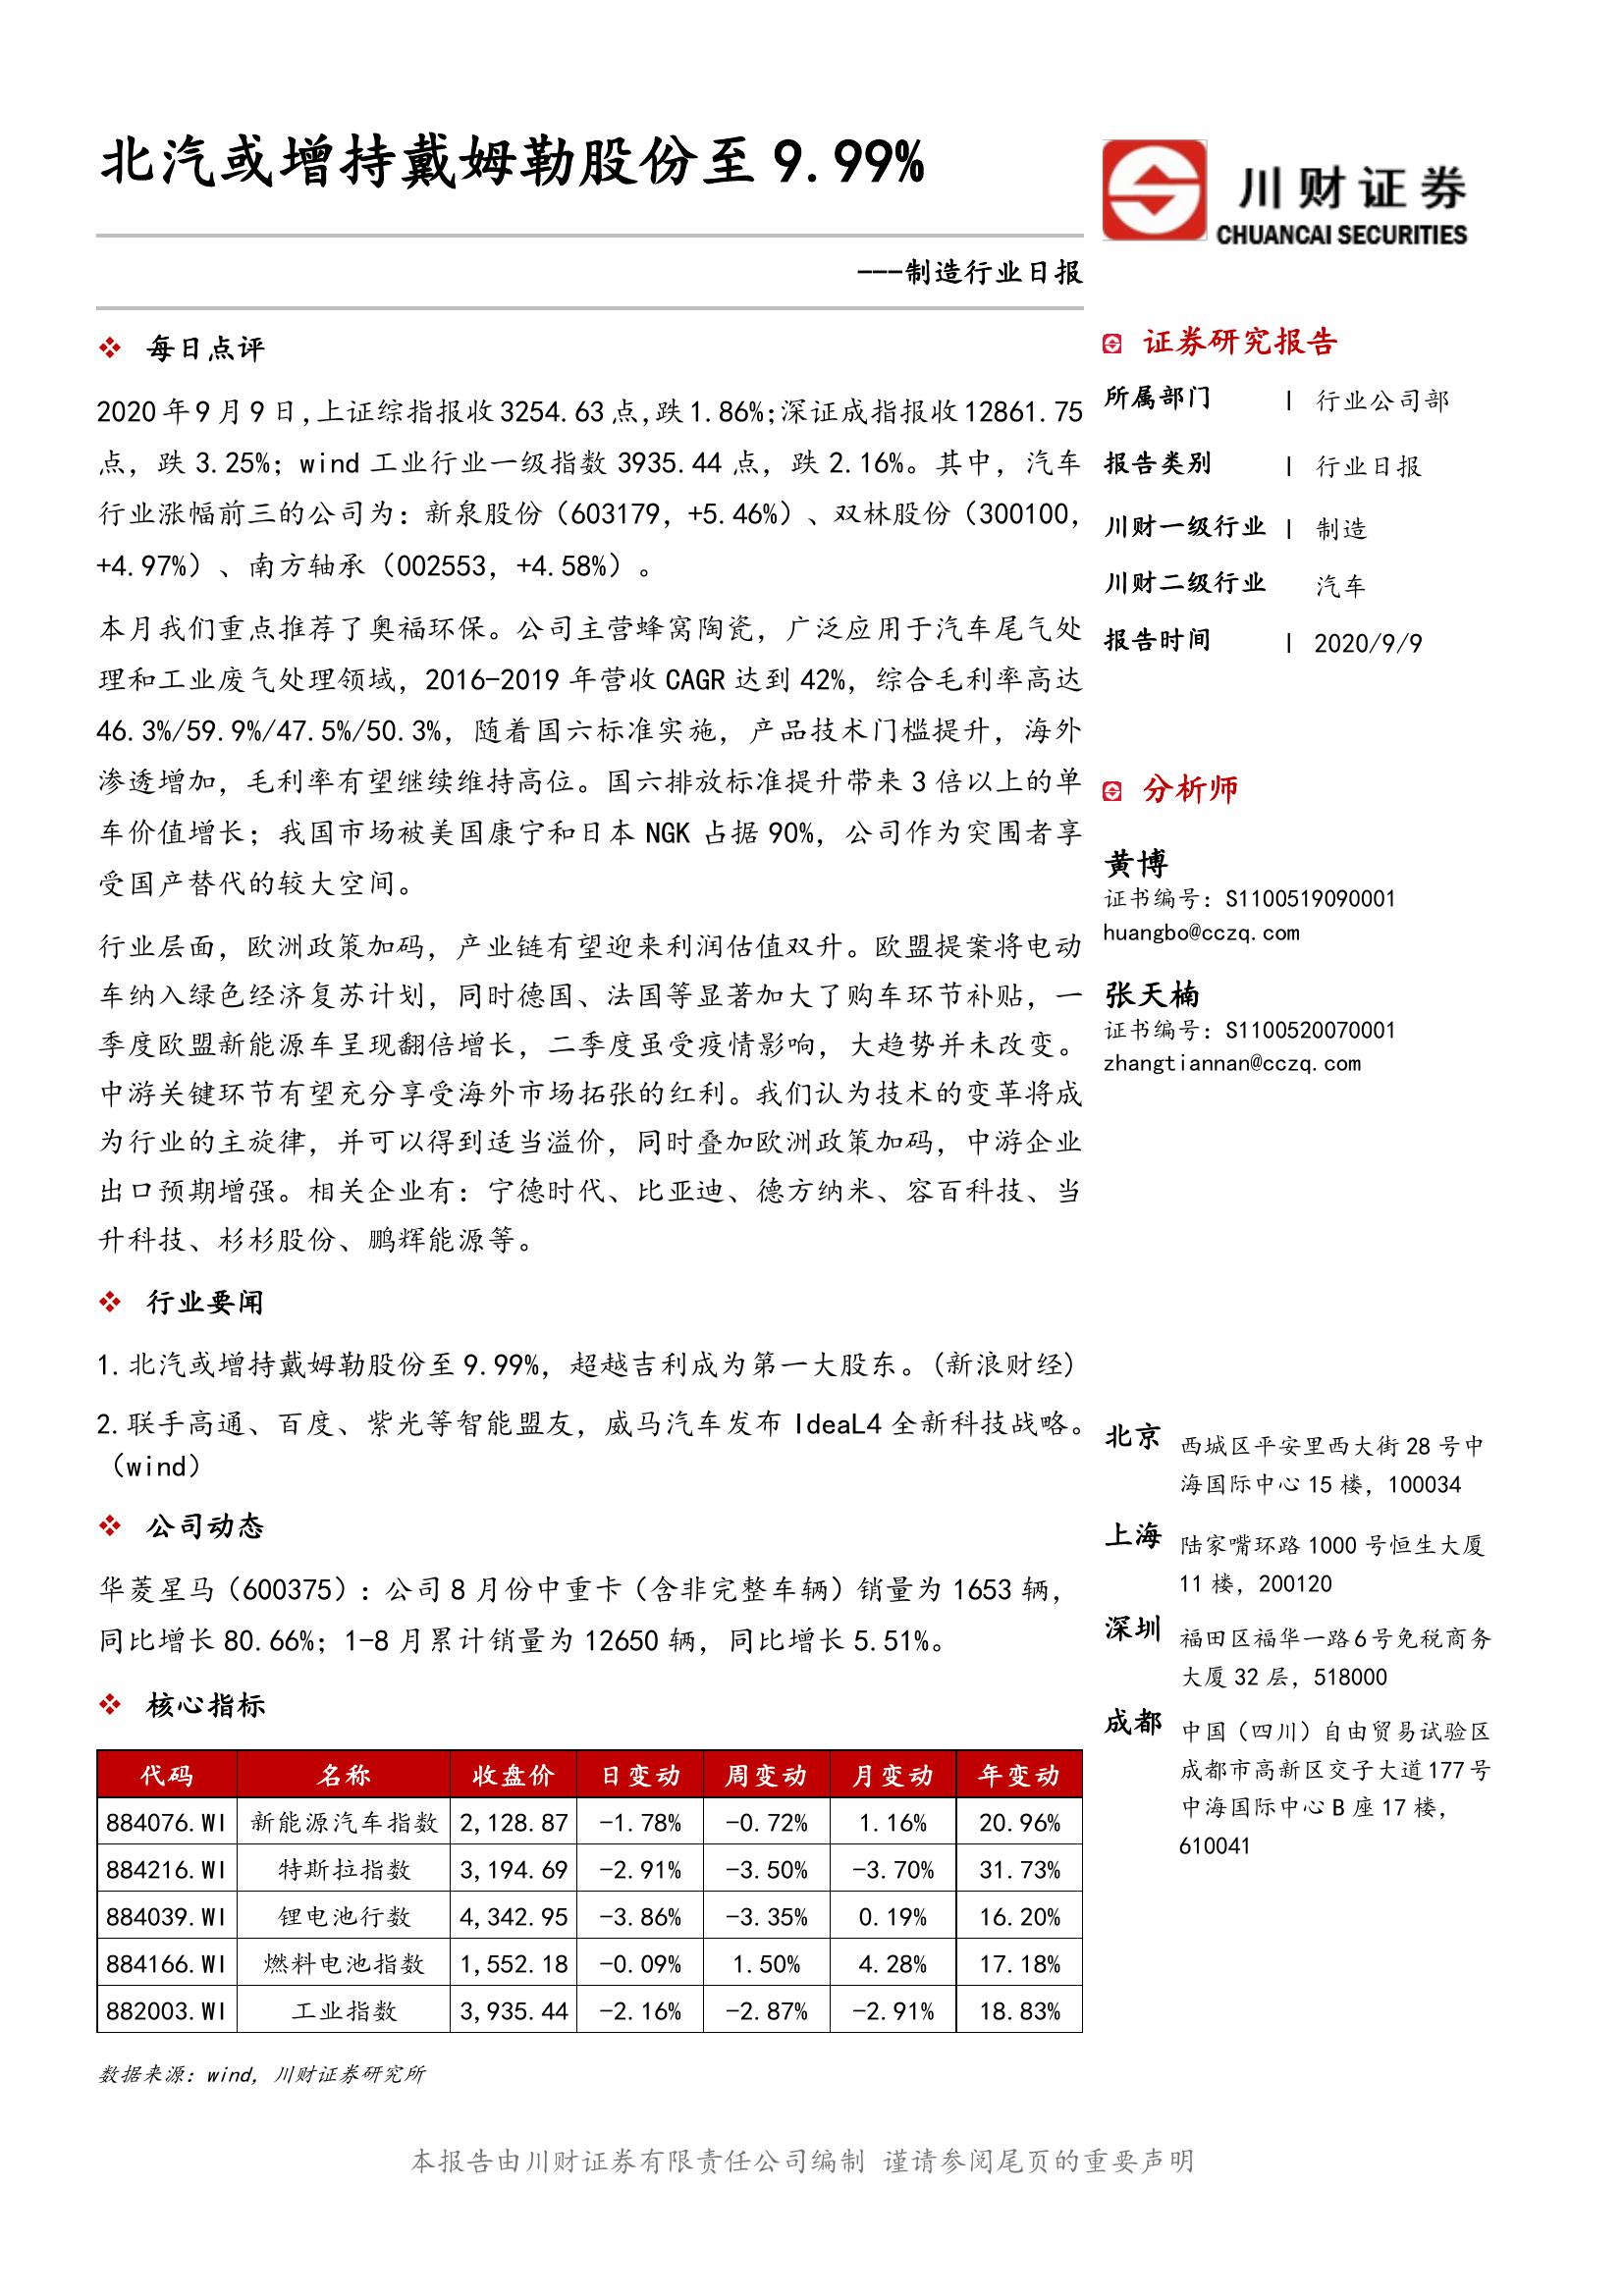 北汽或增持戴姆勒股份至 9.99%
川财证券
CHUANCAI SECURITIES
---制造行业日报
每日点评
2020年9月9日,上证综指报收3254.63点,跌1.86%;深证成指报收12861.75
点，跌 3.25%；wind 工业行业一级指数 3935.44 点，跌 2.16%。其中，汽车
行业涨幅前三的公司为：新泉股份（603179，+5.46%）、双林股份（300100，
+4.97%）、南方轴承（002553，+4.58%）。
本月我们重点推荐了奥福环保。公司主营蜂窝陶瓷，广泛应用于汽车尾气处
理和工业废气处理领域，2016-2019 年营收 CAGR 达到 42%，综合毛利率高达
46.3%/59.9%/47.5%/50.3%，随着国六标准实施，产品技术门槛提升，海外
渗透增加，毛利率有望继续维持高位。国六排放标准提升带来 3 倍以上的单
车价值增长；我国市场被美国康宁和日本 NGK 占据 90%，公司作为突围者享
受国产替代的较大空间。
行业层面，欧洲政策加码，产业链有望迎来利润估值双升。欧盟提案将电动
车纳入绿色经济复苏计划，同时德国、法国等显著加大了购车环节补贴，一
季度欧盟新能源车呈现翻倍增长，二季度虽受疫情影响，大趋势并未改变。
中游关键环节有望充分享受海外市场拓张的红利。我们认为技术的变革将成
为行业的主旋律，并可以得到适当溢价，同时叠加欧洲政策加码，中游企业
出口预期增强。相关企业有：宁德时代、比亚迪、德方纳米、容百科技、当
升科技、杉杉股份、鹏辉能源等。
行业要闻
1.北汽或增持戴姆勒股份至 9.99%，超越吉利成为第一大股东。(新浪财经)
2.联手高通、百度、紫光等智能盟友，威马汽车发布 IdeaL4 全新科技战略。
（wind）
公司动态
华菱星马（600375）：公司 8 月份中重卡（含非完整车辆）销量为 1653 辆，
同比增长 80.66%；1-8 月累计销量为 12650 辆，同比增长 5.51%。
核心指标
代码 名称 收盘价 日变动 周变动 月变动 年变动
884076.WI 新能源汽车指数 2,128.87 -1.78% -0.72% 1.16% 20.96%
884216.WI 特斯拉指数 3,194.69 -2.91% -3.50% -3.70% 31.73%
884039.WI 锂电池行数 4,342.95 -3.86% -3.35% 0.19% 16.20%
884166.WI 燃料电池指数 1,552.18 -0.09% 1.50% 4.28% 17.18%
882003.WI 工业指数 3,935.44 -2.16% -2.87% -2.91% 18.83%
数据来源：wind，川财证券研究所
证券研究报告
所属部门 | 行业公司部
报告类别 | 行业日报
川财一级行业 | 制造
川财二级行业 汽车
报告时间 | 2020/9/9
分析师
黄博
证书编号：S1100519090001
huangbo@cczq.com
张天楠
证书编号：S1100520070001
zhangtiannan@cczq.com
北京 西城区平安里西大街 28 号中
海国际中心 15 楼，100034
上海 陆家嘴环路 1000 号恒生大厦
11 楼，200120
深圳 福田区福华一路6号免税商务
大厦 32 层，518000
成都 中国（四川）自由贸易试验区
成都市高新区交子大道177号
中海国际中心 B 座 17 楼，
610041
本报告由川财证券有限责任公司编制 谨请参阅尾页的重要声明